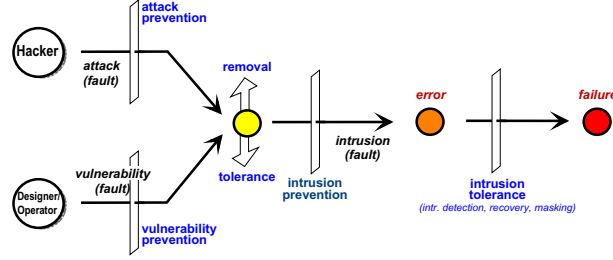 attack
prevention
Hacker
attack
(fault)
removal
error
failure
intrusion
(fault)
vulnerability
(fault)
tolerance
intrusion
prevention
intrusion
tolerance
(intr. detection, recovery, masking)
Designer/
Operator
vulnerability
prevention